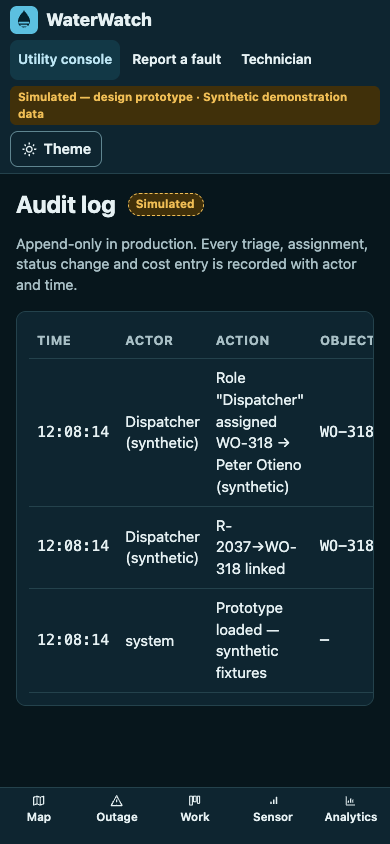 WaterWatch
Utility console
Report a fault
Technician
Simulated — design prototype · Synthetic demonstration
data
Theme
Audit log
Simulated
Append-only in production. Every triage, assignment,
status change and cost entry is recorded with actor
and time.
TIME ACTOR ACTION OBJECT
12:08:14
Dispatcher
(synthetic)
Role
"Dispatcher"
assigned
WO-318 →
Peter Otieno
(synthetic)
WO-318
12:08:14
Dispatcher
(synthetic)
R-
2037→WO-
318 linked
WO-318
12:08:14
system
Prototype
loaded —
synthetic
fixtures
—
Map
Outage
Work
Sensor
Analytics